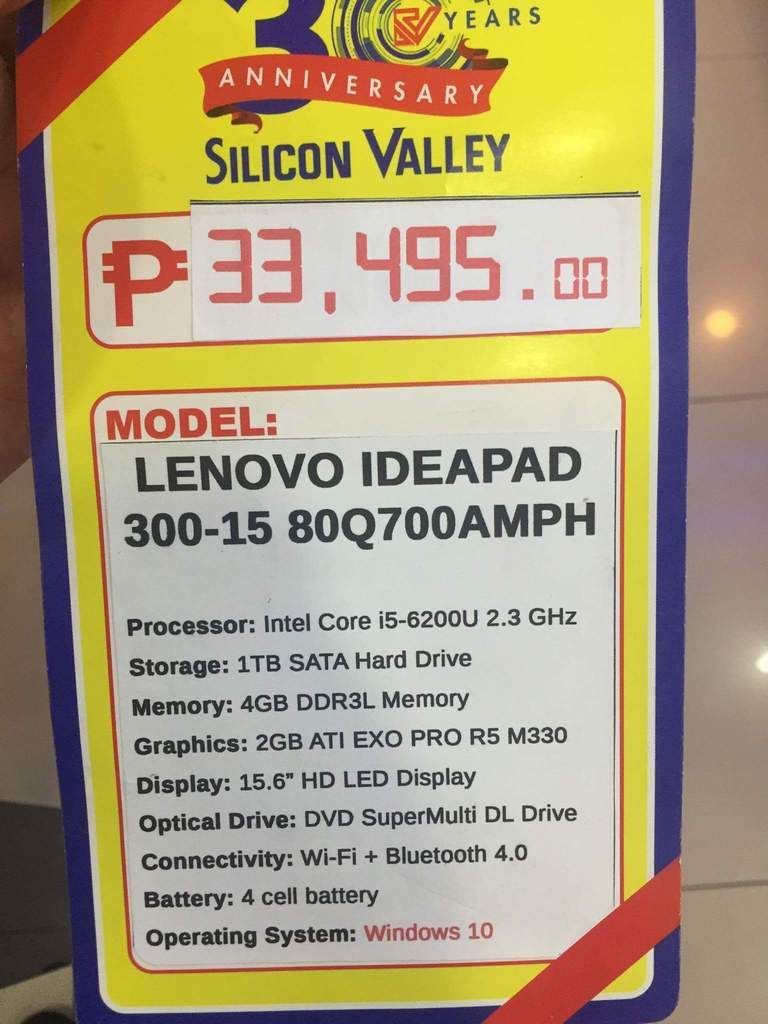 30 YEARS
ANNIVERSARY
SILICON VALLEY
₱ 33,495.00
MODEL:
LENOVO IDEAPAD
300-15 80Q700AMPH
Processor: Intel Core i5-6200U 2.3 GHz
Storage: 1TB SATA Hard Drive
Memory: 4GB DDR3L Memory
Graphics: 2GB ATI EXO PRO R5 M330
Display: 15.6" HD LED Display
Optical Drive: DVD SuperMulti DL Drive
Connectivity: Wi-Fi + Bluetooth 4.0
Battery: 4 cell battery
Operating System: Windows 10